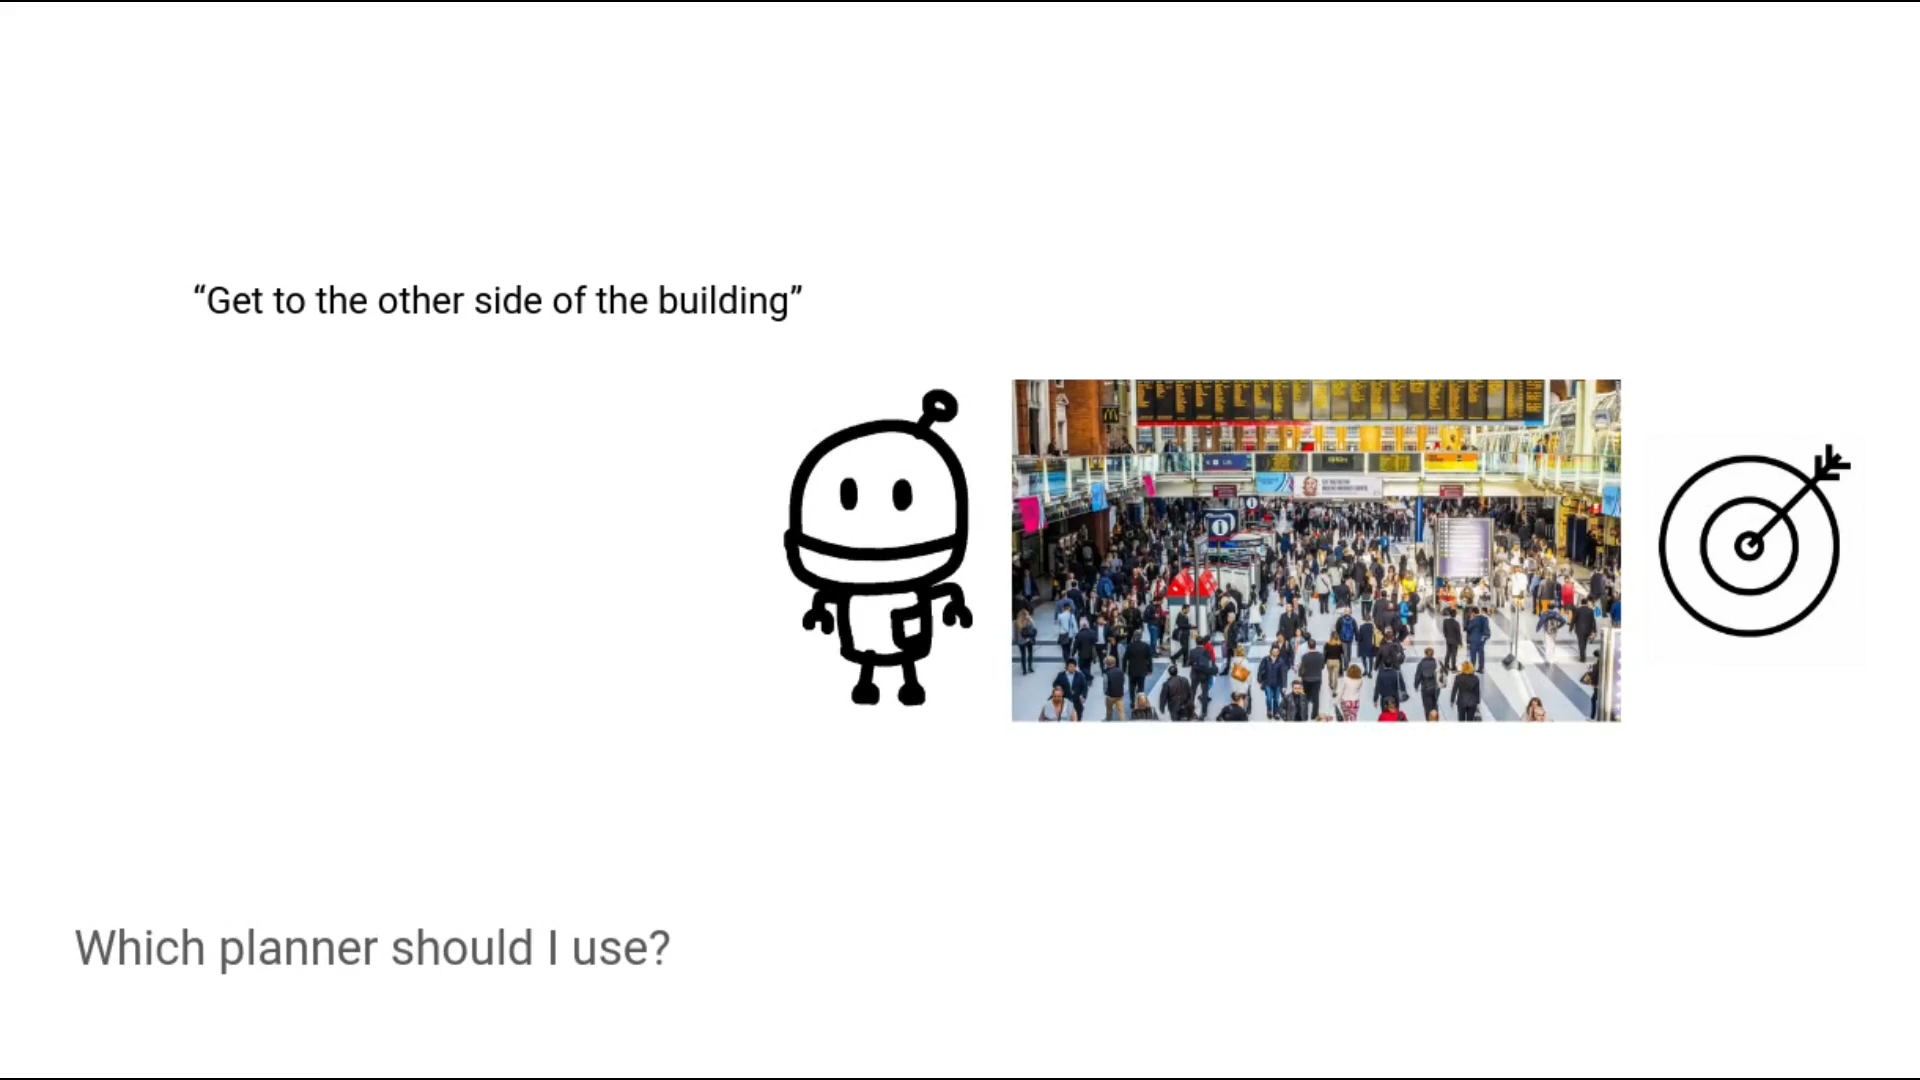 “Get to the other side of the building”
Which planner should I use?